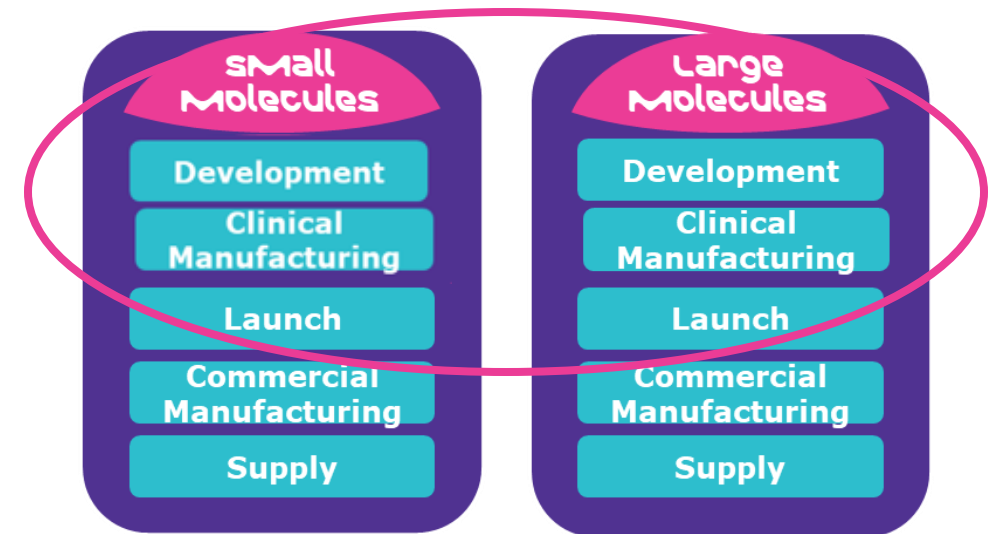 sMall
Molecules
Development
Clinical
Manufacturing
Launch
Commercial
Manufacturing
Supply
Large
Molecules
Development
Clinical
Manufacturing
Launch
Commercial
Manufacturing
Supply